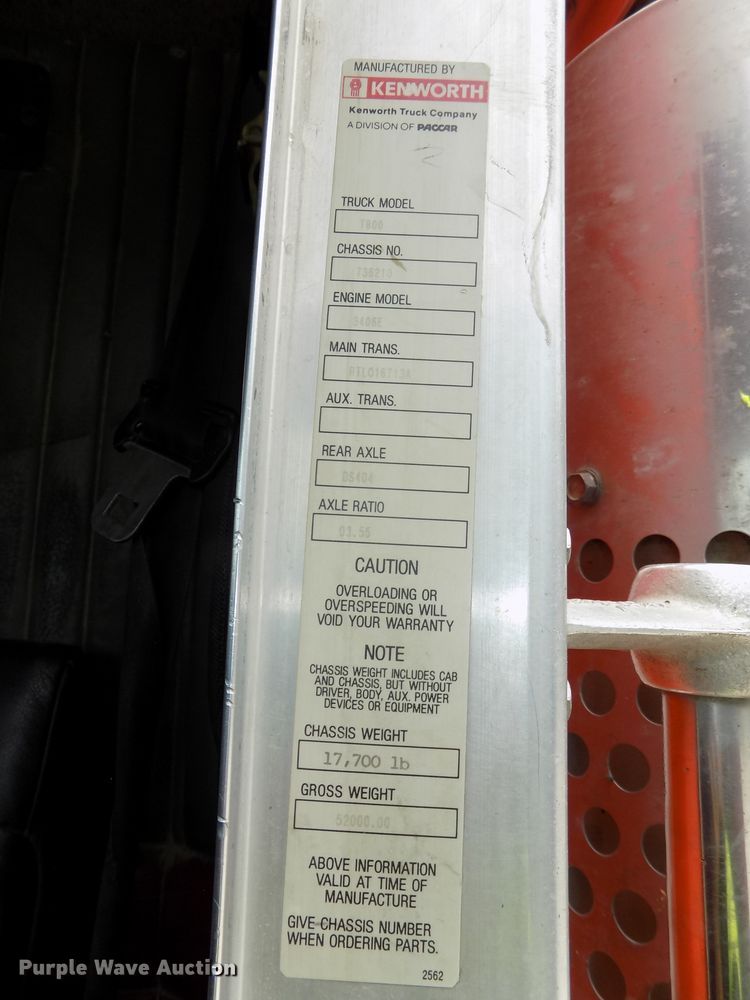 MANUFACTURED BY
KENWORTH
Kenworth Truck Company
A DIVISION OF PACCAR
TRUCK MODEL
T800
CHASSIS NO.
ENGINE MODEL
3406E
MAIN TRANS.
RTLO16713A
AUX. TRANS.
REAR AXLE
DS404
AXLE RATIO
03.55
CAUTION
OVERLOADING OR
OVERSPEEDING WILL
VOID YOUR WARRANTY
NOTE
CHASSIS WEIGHT INCLUDES CAB
AND CHASSIS, BUT WITHOUT
DRIVER, BODY, AUX. POWER
DEVICES OR EQUIPMENT
CHASSIS WEIGHT
17,700 lb
GROSS WEIGHT
52000.00
ABOVE INFORMATION
VALID AT TIME OF
MANUFACTURE
GIVE CHASSIS NUMBER
WHEN ORDERING PARTS.
2562
Purple Wave Auction